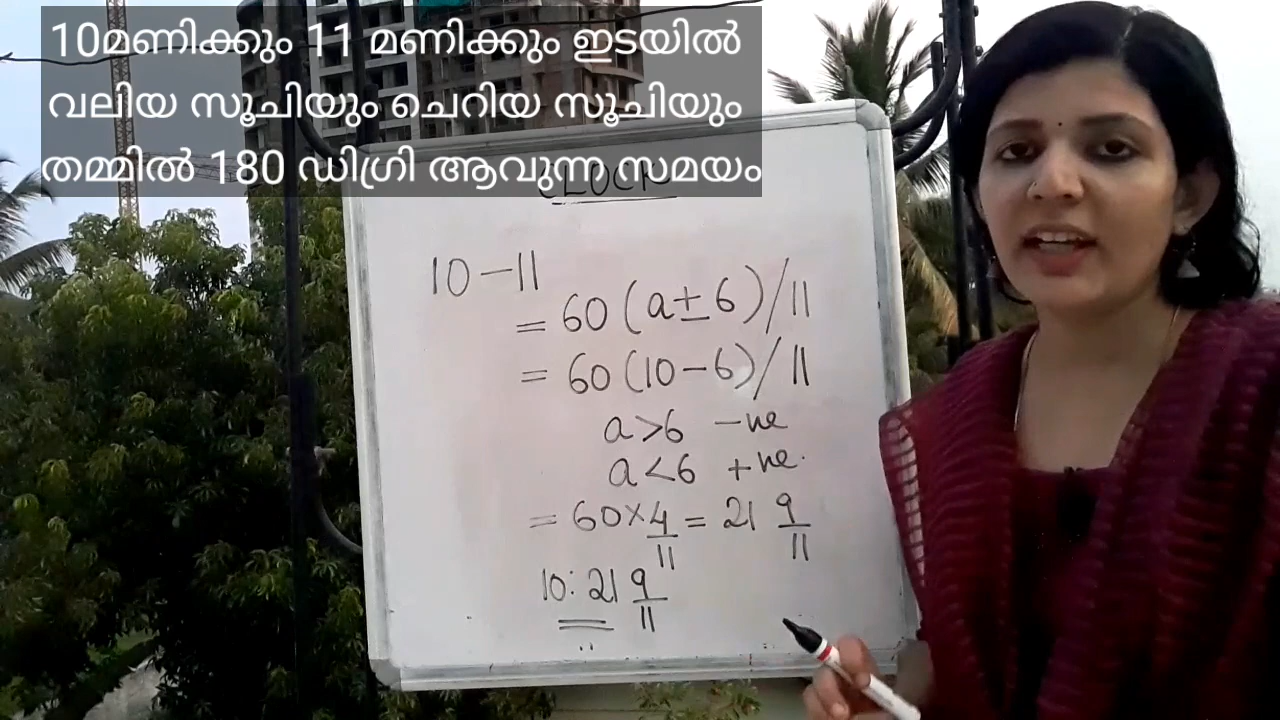 10മണിക്കും 11 മണിക്കും ഇടയിൽ
വലിയ സൂചിയും ചെറിയ സൂചിയും
തമ്മിൽ 180 ഡിഗ്രി ആവുന്ന സമയം
CLOCK
10 – 11
= 60 (a ± 6) / 11
= 60 (10 – 6) / 11
a > 6 –ve
a < 6 +ve.
= 60 × 4/11 = 21 9/11
10: 21 9/11